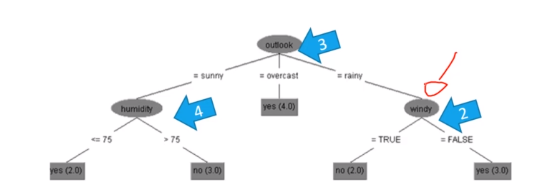 outlook
3
= sunny
= overcast
= rainy
humidity
4
yes (4.0)
windy
2
<= 75
> 75
= TRUE
= FALSE
yes (2.0)
no (3.0)
no (2.0)
yes (3.0)